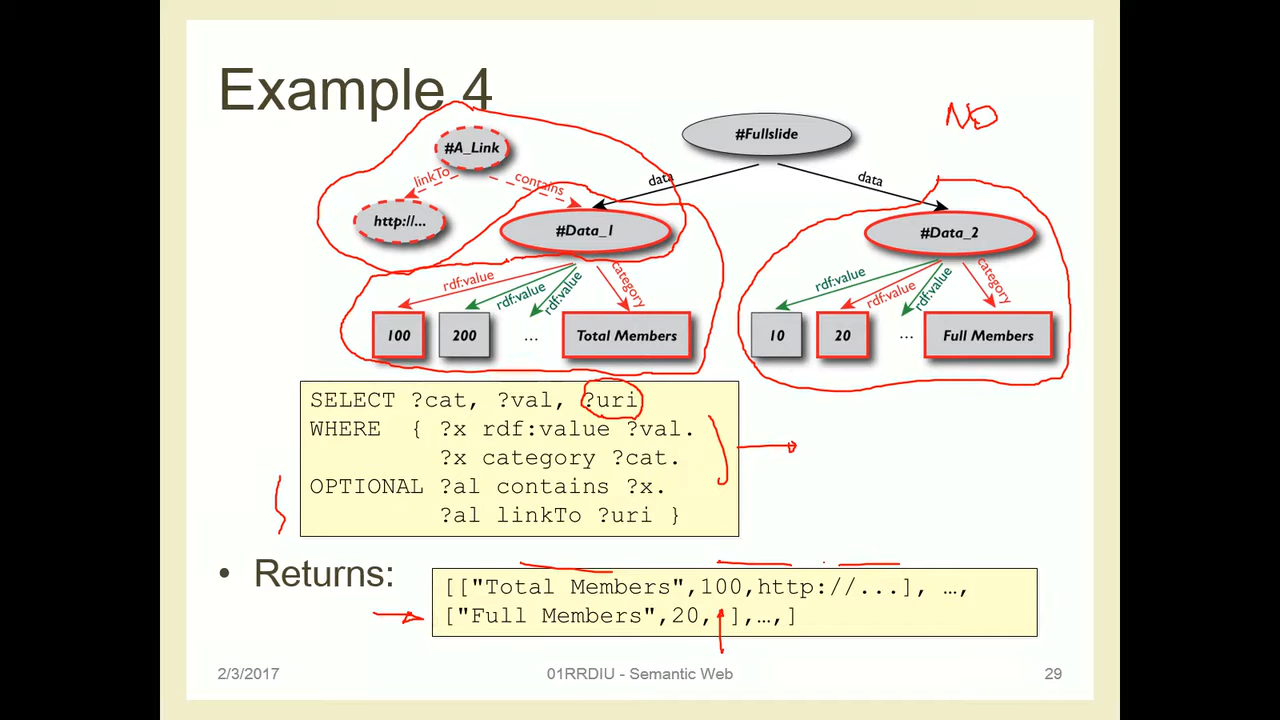 Example 4
NO
#Fullslide
#A_Link
linkTo
contains
data
data
http://...
#Data_1
#Data_2
rdf:value
rdf:value
rdf:value
category
rdf:value
rdf:value
rdf:value
category
100
200
...
Total Members
10
20
...
Full Members
SELECT ?cat, ?val, ?uri
WHERE { ?x rdf:value ?val.
?x category ?cat.
OPTIONAL ?al contains ?x.
?al linkTo ?uri }
• Returns:
[["Total Members",100,http://...], …,
["Full Members",20, ],…,]
2/3/2017
01RRDIU - Semantic Web
29